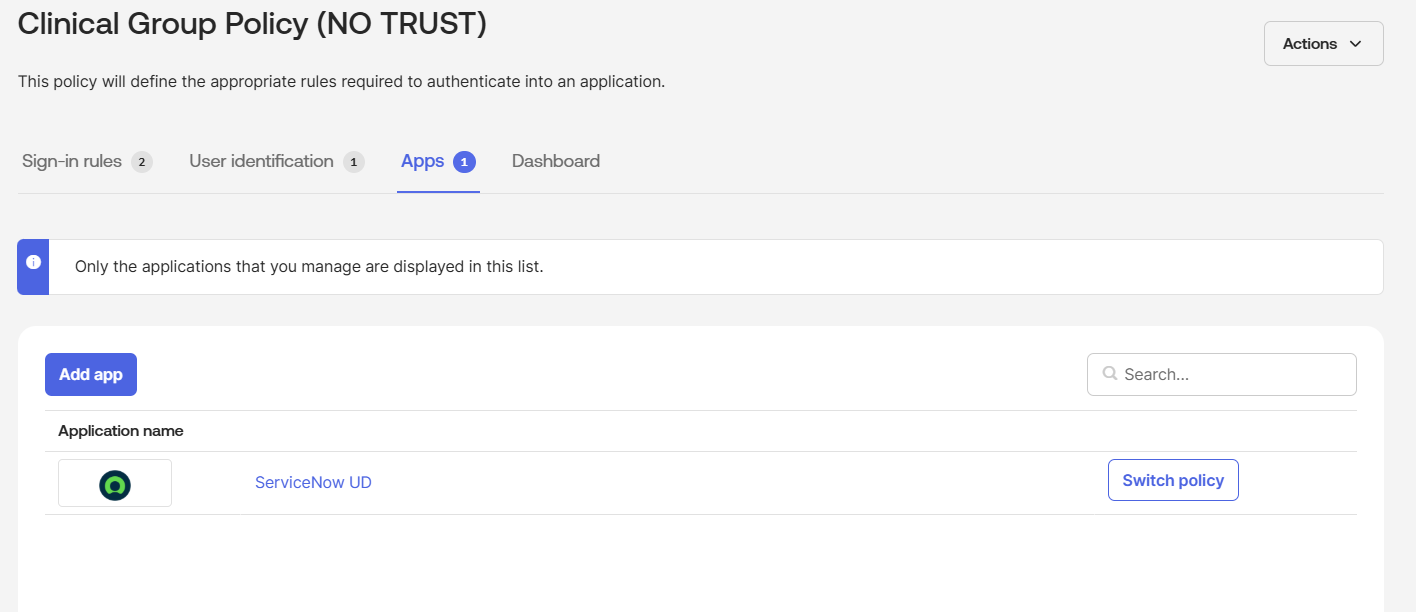 Clinical Group Policy (NO TRUST)
Actions
This policy will define the appropriate rules required to authenticate into an application.
Sign-in rules 2 User identification 1 Apps 1 Dashboard
Only the applications that you manage are displayed in this list.
Add app
Search...
Application name
ServiceNow UD
Switch policy